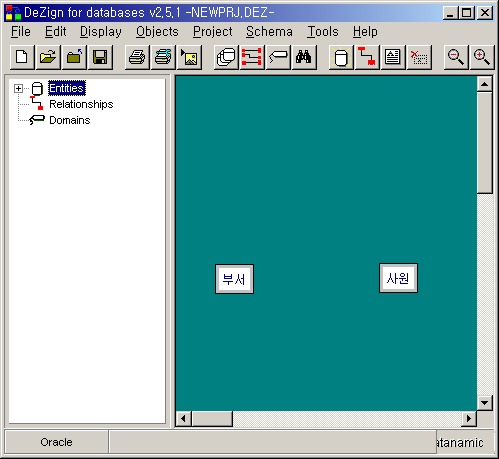 DeZign for databases v2.5.1 -NEWPRJ.DEZ-
File Edit Display Objects Project Schema Tools Help
Entities
Relationships
Domains
부서
사원
Oracle
atanamic